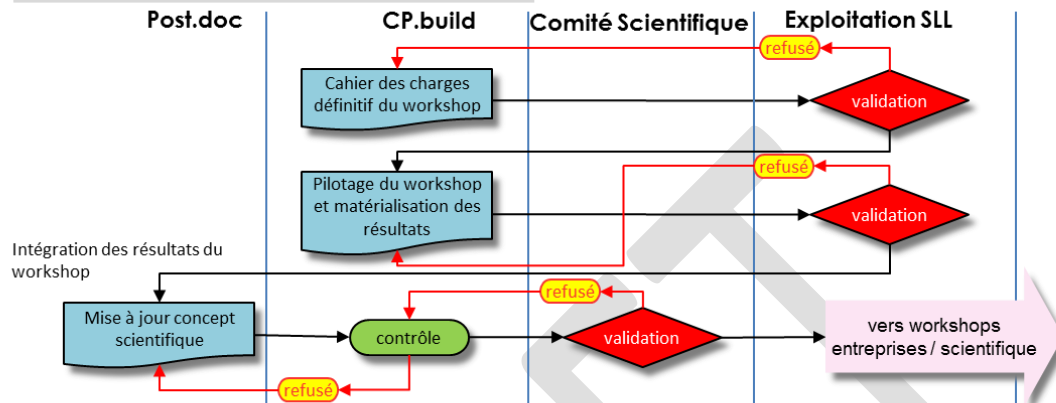 Post.doc
CP.build
Comité Scientifique
Exploitation SLL
refusé
Cahier des charges
définitif du workshop
validation
refusé
Pilotage du workshop
et matérialisation des
résultats
validation
Intégration des résultats du
workshop
refusé
Mise à jour concept
scientifique
contrôle
validation
vers workshops
entreprises / scientifique
refusé